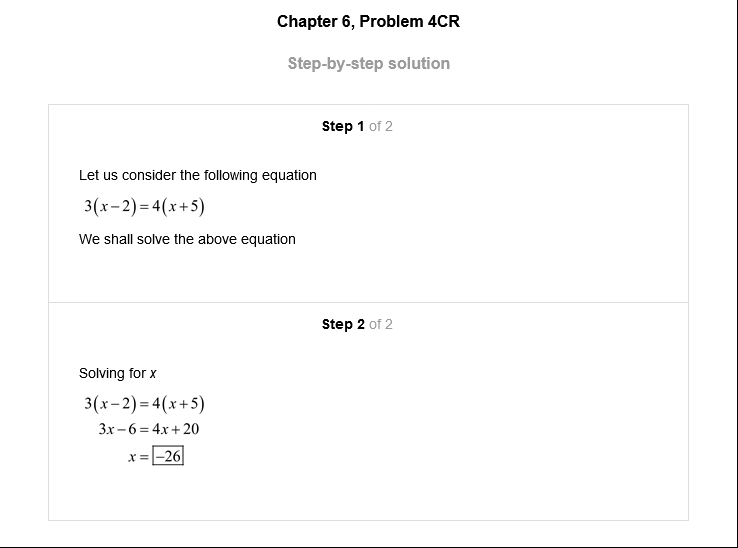 Chapter 6, Problem 4CR
Step-by-step solution
Step 1 of 2
Let us consider the following equation
3(x−2)=4(x+5)
We shall solve the above equation
Step 2 of 2
Solving for x
3(x−2)=4(x+5)
3x−6=4x+20
x=−26